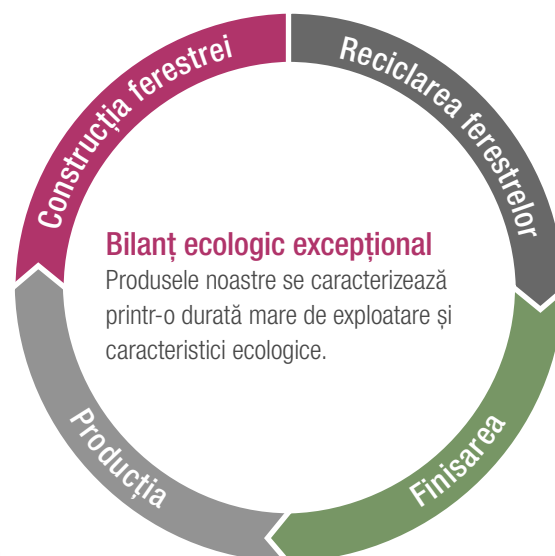 Construcția ferestrei
Reciclarea ferestrelor
Bilanț ecologic excepțional
Produsele noastre se caracterizează
printr-o durată mare de exploatare și
caracteristici ecologice.
Producția
Finisarea